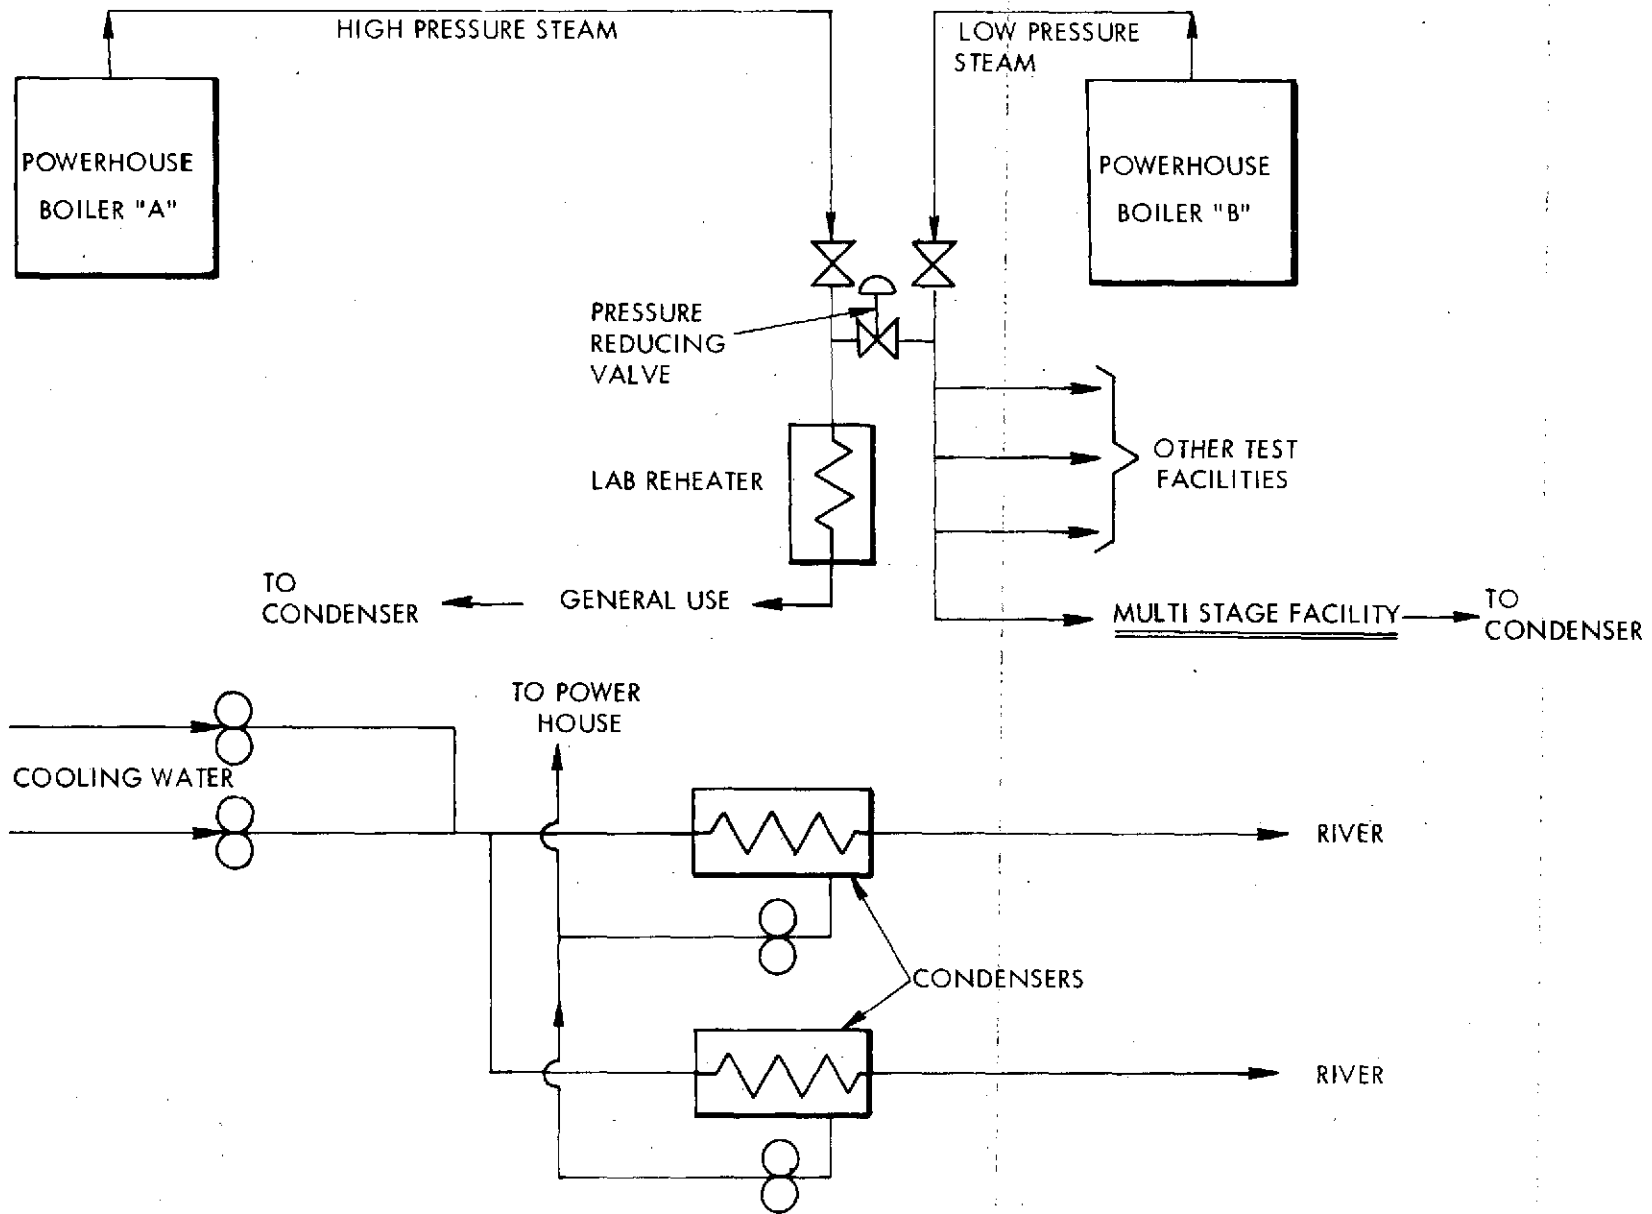 HIGH PRESSURE STEAM
LOW PRESSURE
STEAM
POWERHOUSE
BOILER "A"
POWERHOUSE
BOILER "B"
PRESSURE
REDUCING
VALVE
LAB REHEATER
OTHER TEST
FACILITIES
TO
CONDENSER
GENERAL USE
MULTI STAGE FACILITY
TO
CONDENSER
TO POWER
HOUSE
COOLING WATER
RIVER
CONDENSERS
RIVER